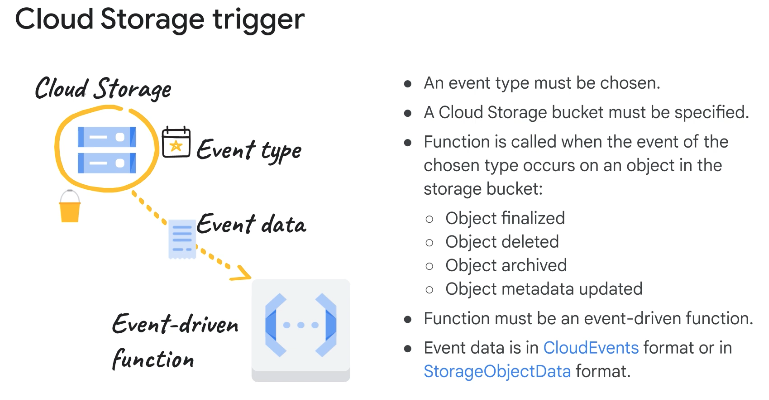 Cloud Storage trigger
Cloud Storage
Event type
Event data
Event-driven
function
● An event type must be chosen.
● A Cloud Storage bucket must be specified.
● Function is called when the event of the
chosen type occurs on an object in the
storage bucket:
○ Object finalized
○ Object deleted
○ Object archived
○ Object metadata updated
● Function must be an event-driven function.
● Event data is in CloudEvents format or in
StorageObjectData format.